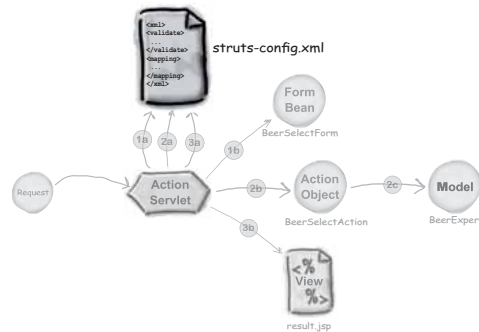 <xml>
<validate>
...
</validate>
<mapping>
...
</mapping>
</xml>
struts-config.xml
Form
Bean
BeerSelectForm
1a
2a
3a
1b
Request
Action
Servlet
2b
Action
Object
BeerSelectAction
2c
Model
BeerExper
3b
<%
View
%>
result.jsp